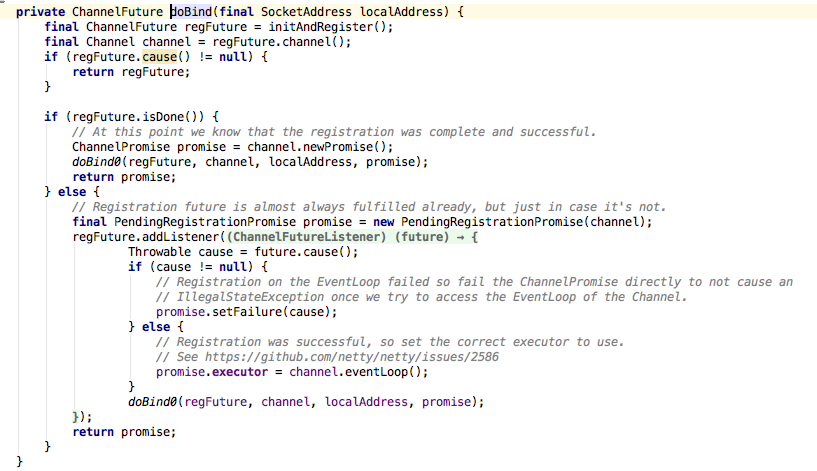 private ChannelFuture doBind(final SocketAddress localAddress) {
    final ChannelFuture regFuture = initAndRegister();
    final Channel channel = regFuture.channel();
    if (regFuture.cause() != null) {
        return regFuture;
    }

    if (regFuture.isDone()) {
        // At this point we know that the registration was complete and successful.
        ChannelPromise promise = channel.newPromise();
        doBind0(regFuture, channel, localAddress, promise);
        return promise;
    } else {
        // Registration future is almost always fulfilled already, but just in case it's not.
        final PendingRegistrationPromise promise = new PendingRegistrationPromise(channel);
        regFuture.addListener((ChannelFutureListener) (future) → {
                Throwable cause = future.cause();
                if (cause != null) {
                    // Registration on the EventLoop failed so fail the ChannelPromise directly to not cause an
                    // IllegalStateException once we try to access the EventLoop of the Channel.
                    promise.setFailure(cause);
                } else {
                    // Registration was successful, so set the correct executor to use.
                    // See https://github.com/netty/netty/issues/2586
                    promise.executor = channel.eventLoop();
                }
                doBind0(regFuture, channel, localAddress, promise);
        });
        return promise;
    }
}